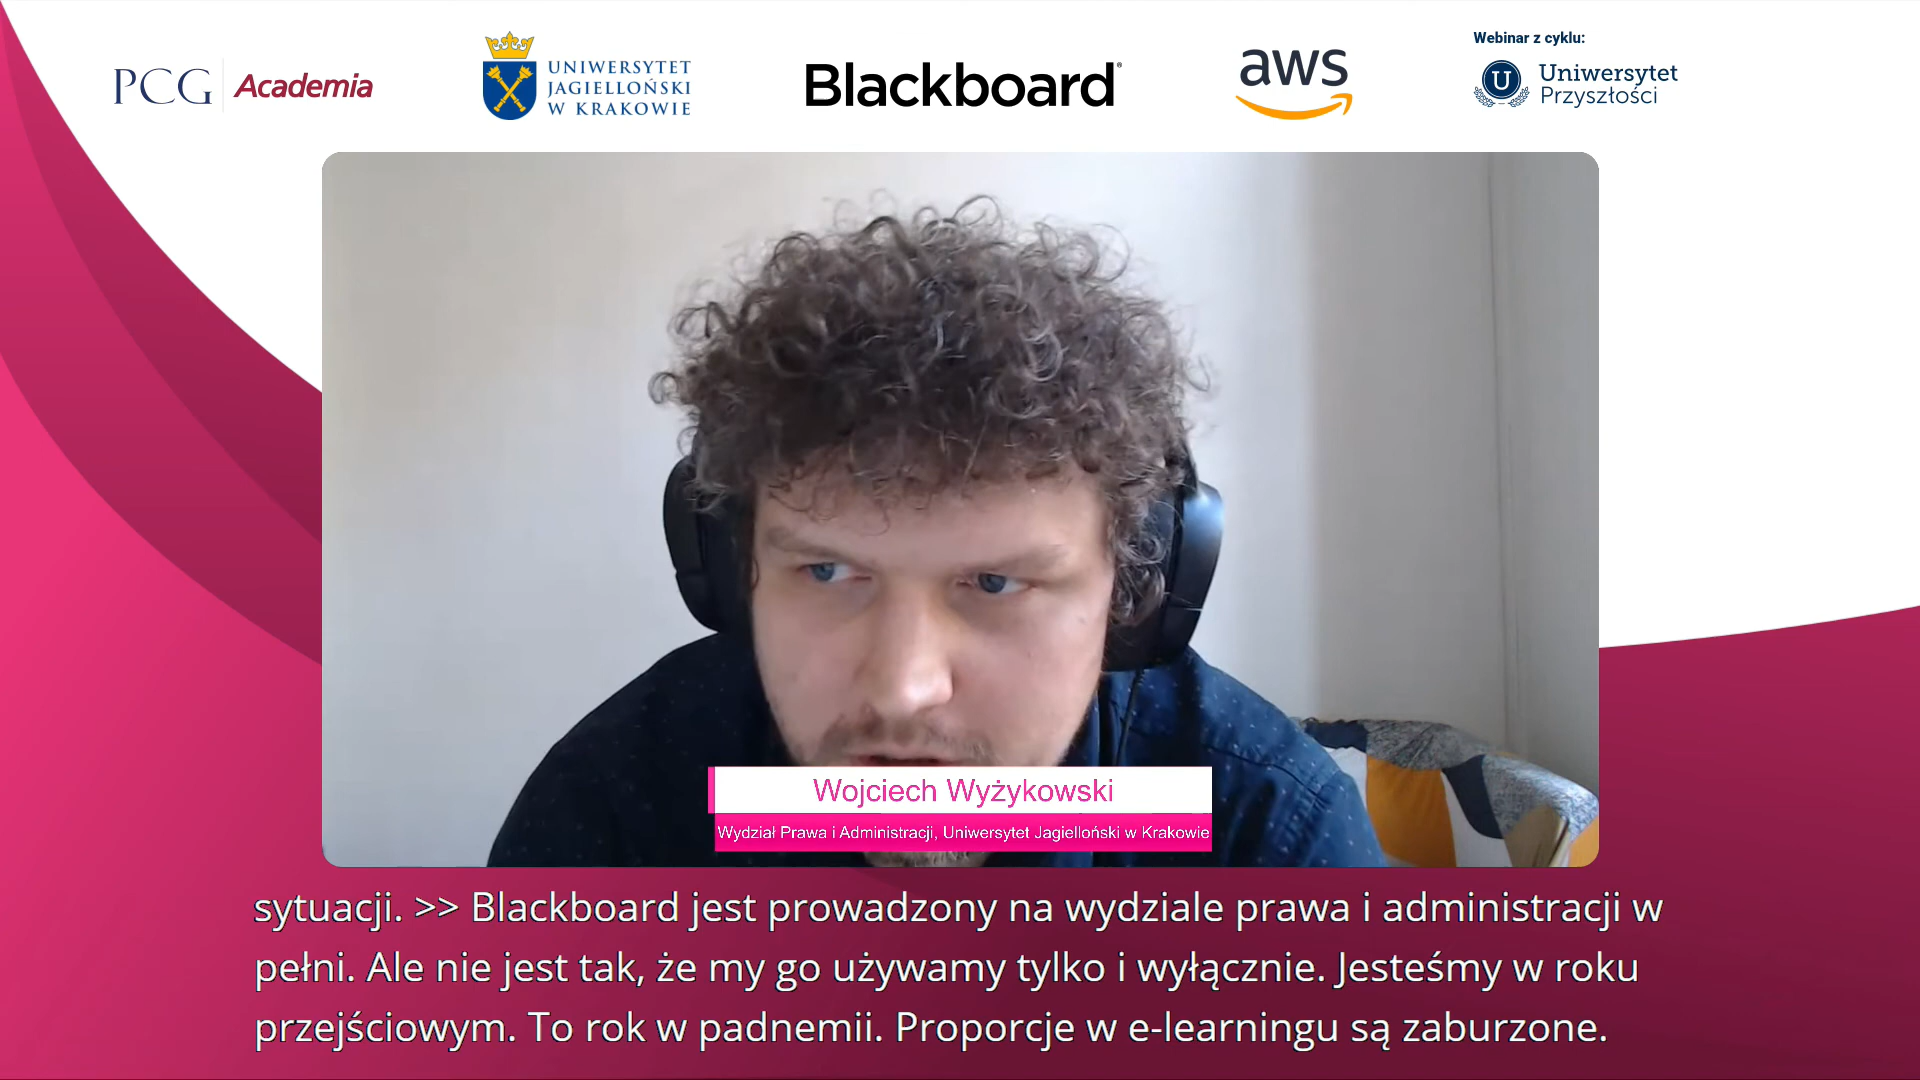 PCG Academia
UNIWERSYTET
JAGIELLOŃSKI
W KRAKOWIE
Blackboard®
aws
Webinar z cyklu:
U
Uniwersytet
Przyszłości
Wojciech Wyżykowski
Wydział Prawa i Administracji, Uniwersytet Jagielloński w Krakowie
sytuacji. >> Blackboard jest prowadzony na wydziale prawa i administracji w
pełni. Ale nie jest tak, że my go używamy tylko i wyłącznie. Jesteśmy w roku
przejściowym. To rok w padnemii. Proporcje w e-learningu są zaburzone.